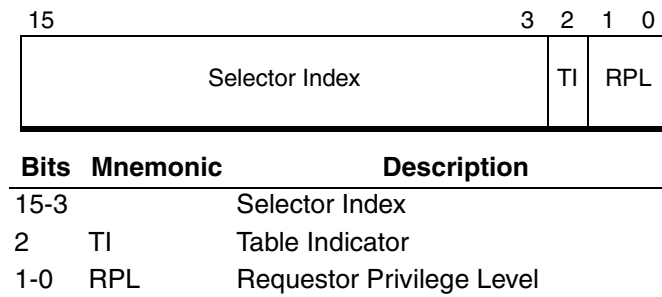 15 3 2 1 0
Selector Index TI RPL
Bits Mnemonic Description
15-3 Selector Index
2 TI Table Indicator
1-0 RPL Requestor Privilege Level